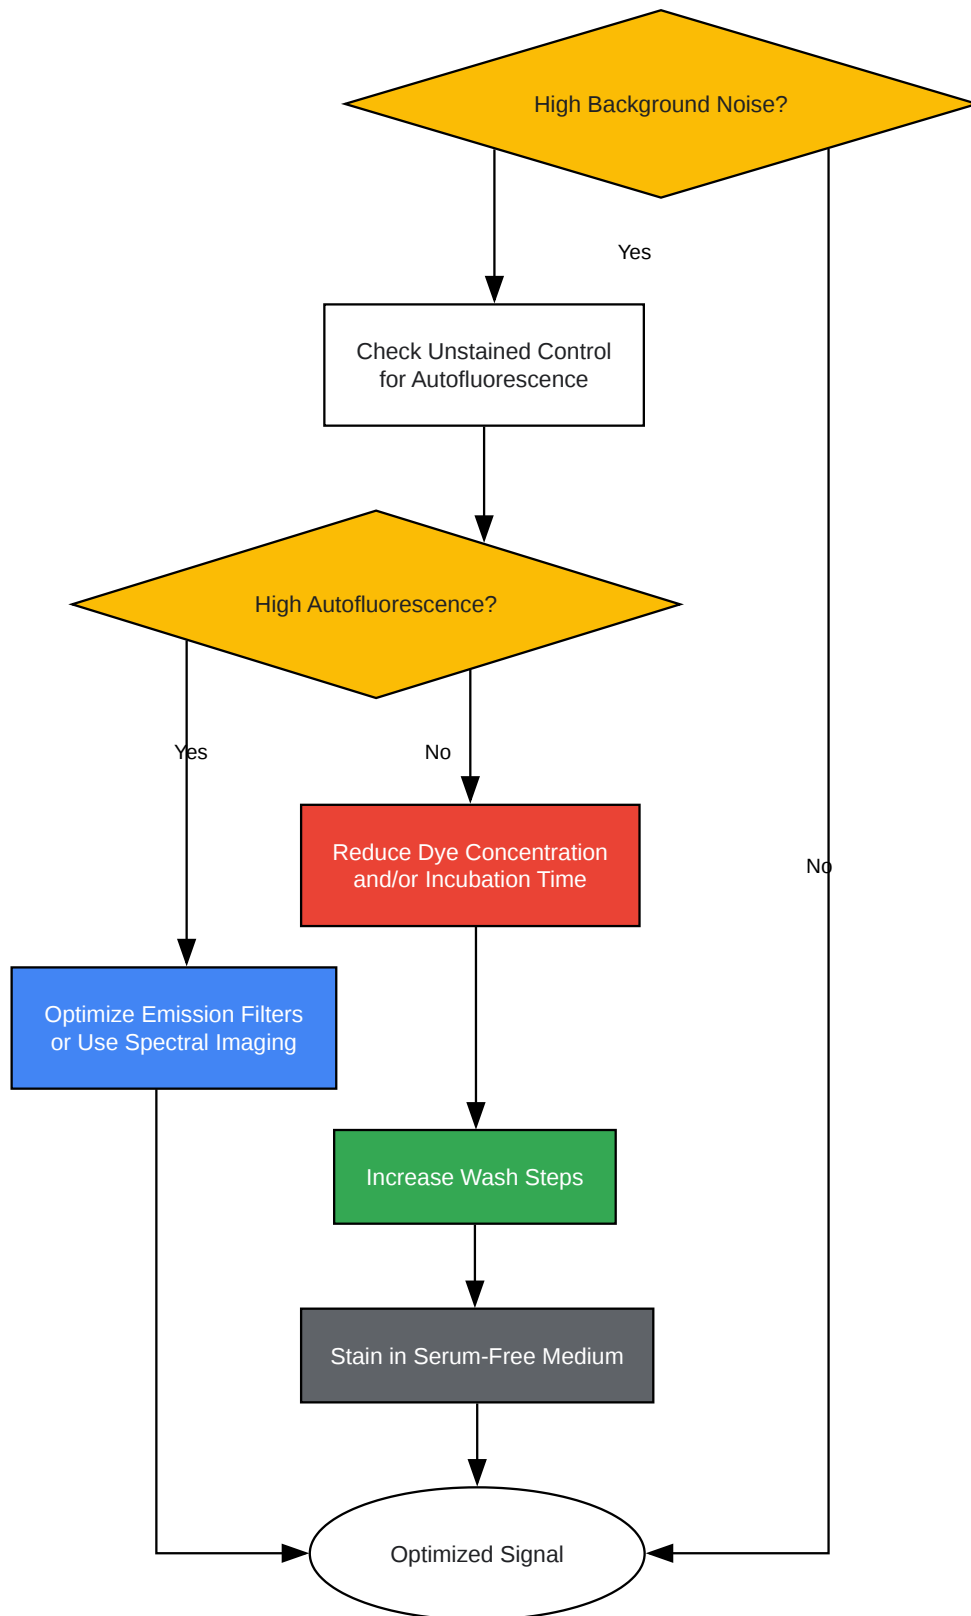 High Background Noise?
Yes
Check Unstained Control
for Autofluorescence
High Autofluorescence?
Yes
No
Reduce Dye Concentration
and/or Incubation Time
No
Optimize Emission Filters
or Use Spectral Imaging
Increase Wash Steps
Stain in Serum-Free Medium
Optimized Signal